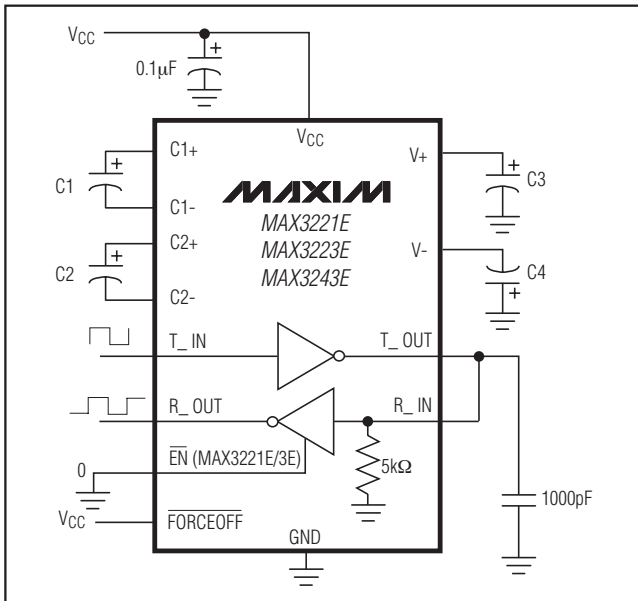 VCC
+
0.1µF
VCC
C1+
+
C1
C1-
C2+
+
C2
C2-
V+
+
C3
V-
C4
+
MAXIM
MAX3221E
MAX3223E
MAX3243E
T_ IN
T_ OUT
R_ OUT
R_ IN
0
EN (MAX3221E/3E)
5kΩ
1000pF
VCC
FORCEOFF
GND